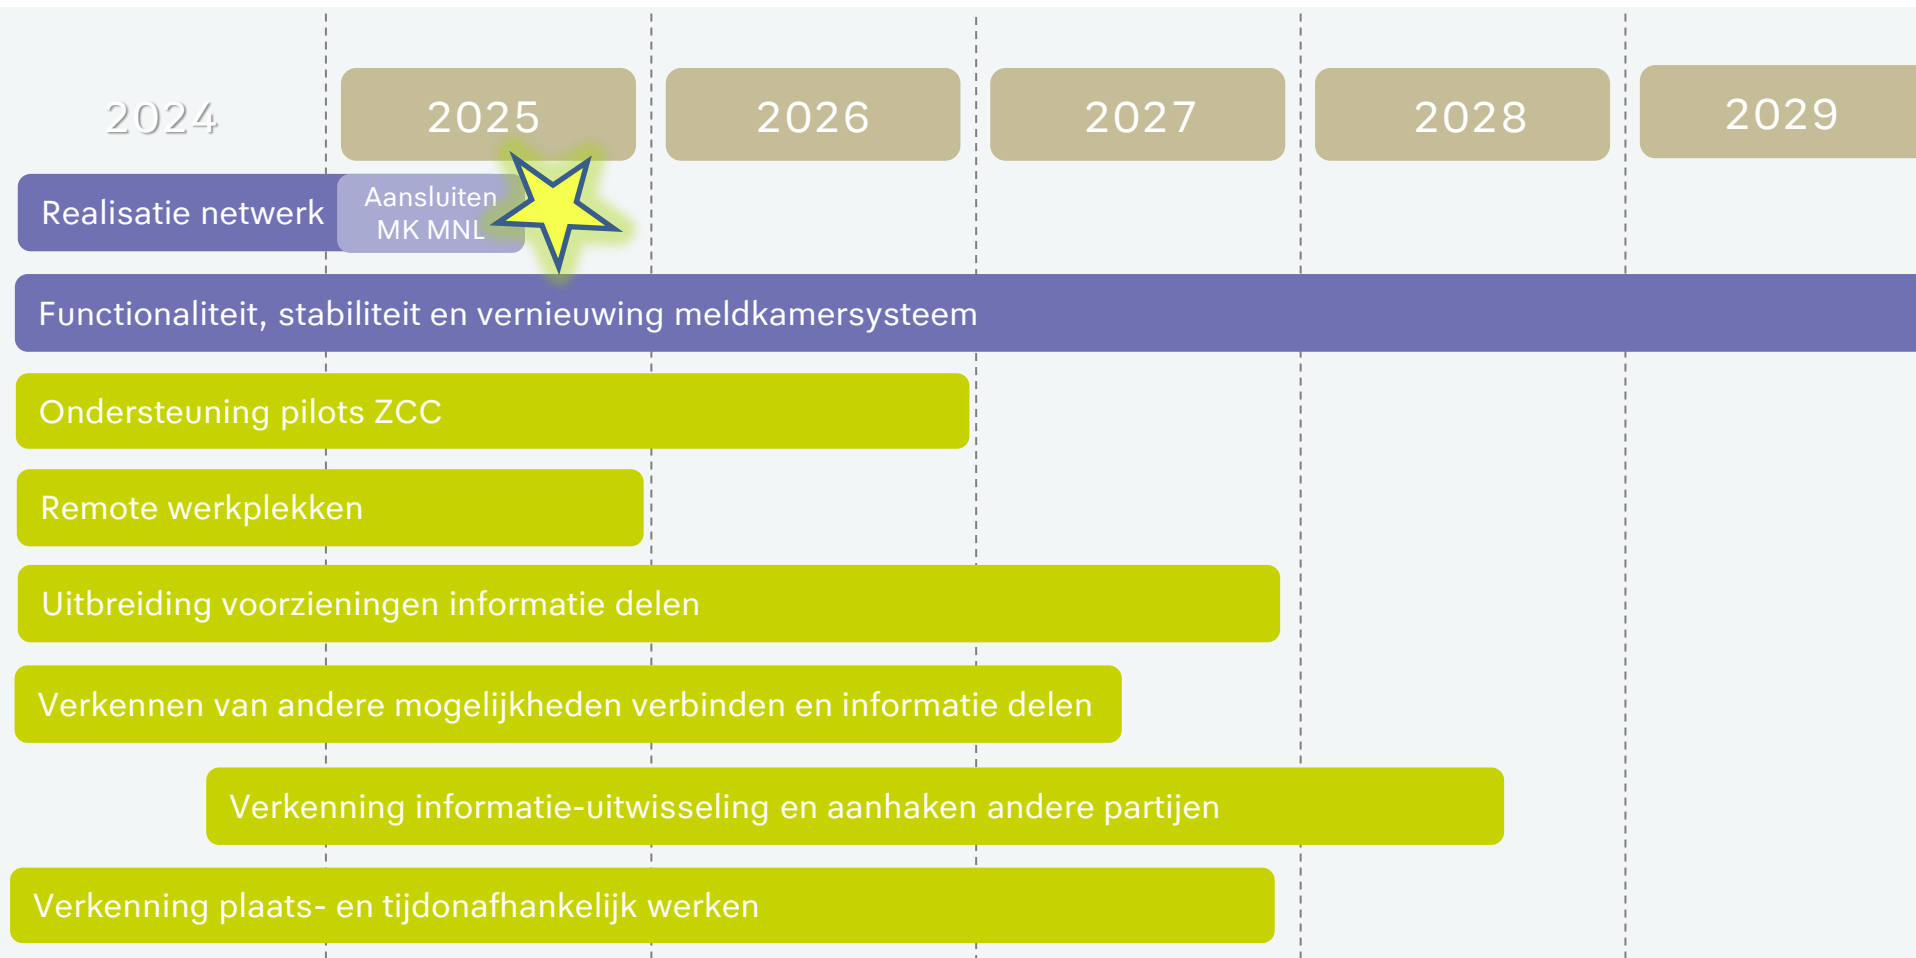 2024
2025
2026
2027
2028
2029
Realisatie netwerk
Aansluiten
MK MNL
Functionaliteit, stabiliteit en vernieuwing meldkamersysteem
Ondersteuning pilots ZCC
Remote werkplekken
Uitbreiding voorzieningen informatie delen
Verkennen van andere mogelijkheden verbinden en informatie delen
Verkenning informatie-uitwisseling en aanhaken andere partijen
Verkenning plaats- en tijdonafhankelijk werken